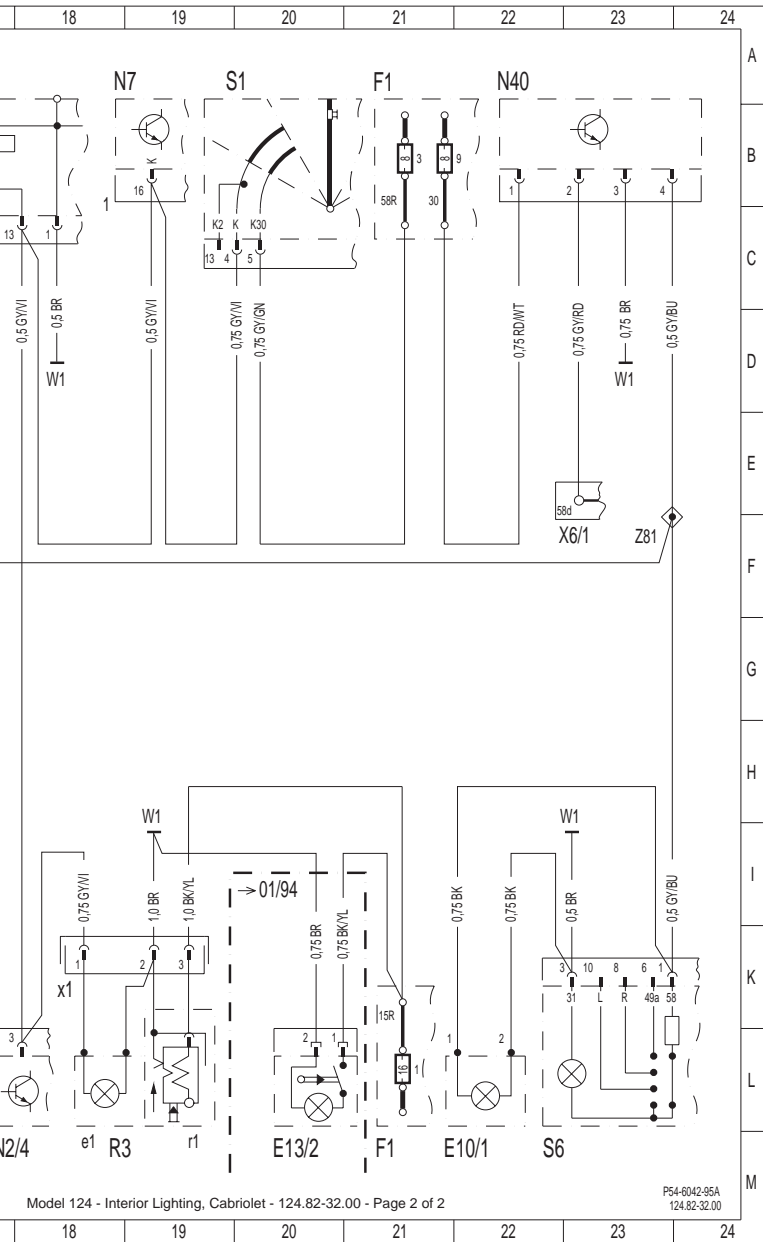 18 19 20 21 22 23 24
A
N7 S1 F1 N40
B
K
8 3 8 9
16 1 2 3 4
58R 30
1
K2 K K30
13 1
13 4 5
C
0,5 GY/VI 0,5 BR 0,5 GY/VI 0,75 GY/VI 0,75 GY/GN 0,75 RD/WT 0,75 GY/RD 0,75 BR 0,5 GY/BU
D
W1 W1
E
58d
X6/1 Z81
F
G
H
W1 W1
I
→ 01/94
0,75 GY/VI 1,0 BR 1,0 BK/YL 0,75 BR 0,75 BK/YL 0,75 BK 0,75 BK 0,5 BR 0,5 GY/BU
1 2 3
3 10 8 6 1
K
x1
31 L R 49a 58
15R
3 2 1 1 2
16 1
L
N2/4 e1 R3 r1 E13/2 F1 E10/1 S6
M
Model 124 - Interior Lighting, Cabriolet - 124.82-32.00 - Page 2 of 2
P54-6042-95A
124.82-32.00
18 19 20 21 22 23 24